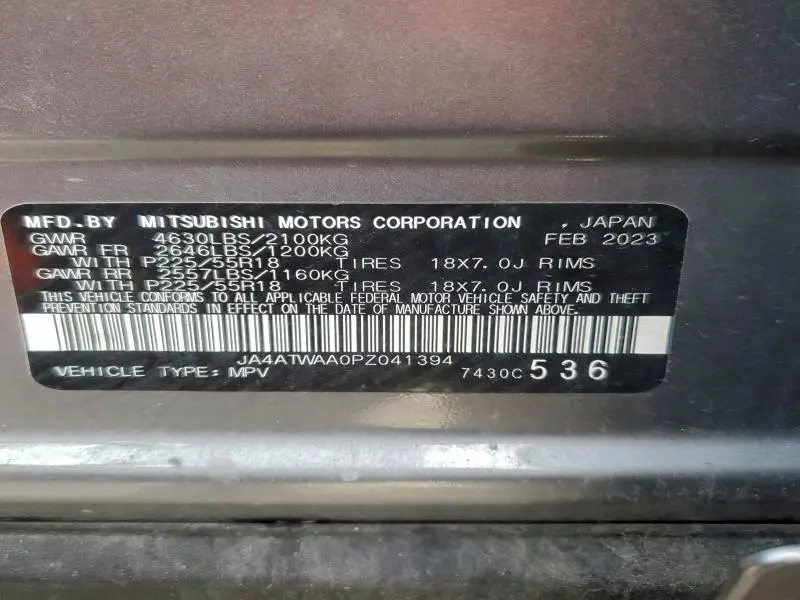 MFD.BY MITSUBISHI MOTORS CORPORATION , JAPAN
GVWR 4630LBS/2100KG FEB 2023
GAWR FR 2646LBS/1200KG
WITH P225/55R18 TIRES 18X7.0J RIMS
GAWR RR 2557LBS/1160KG
WITH P225/55R18 TIRES 18X7.0J RIMS
THIS VEHICLE CONFORMS TO ALL APPLICABLE FEDERAL MOTOR VEHICLE SAFETY AND THEFT
PREVENTION STANDARDS IN EFFECT ON THE DATE OF MANUFACTURE SHOWN ABOVE.
JA4ATWAA0PZ041394
VEHICLE TYPE: MPV 7430C 536